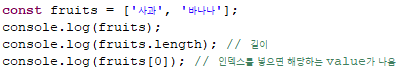 const fruits = ['사과', '바나나'];
console.log(fruits);
console.log(fruits.length); // 길이
console.log(fruits[0]); // 인덱스를 넣으면 해당하는 value가 나옴